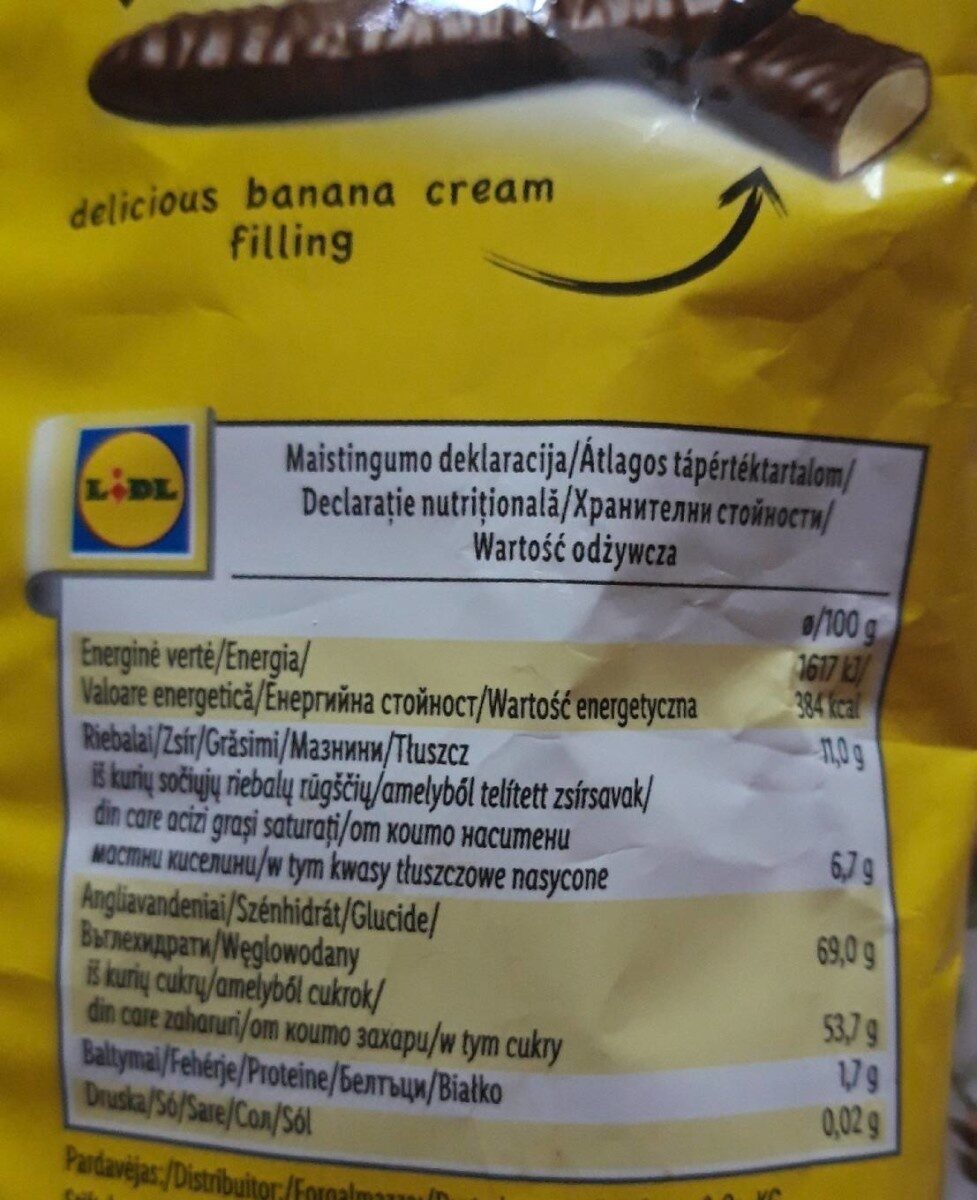 delicious banana cream
filling
LIDL
Maistingumo deklaracija/Átlagos tápértéktartalom/
Declarație nutrițională/Хранителни стойности/
Wartość odżywcza
ø/100 g
Energinė vertė/Energia/
1617 kJ/
Valoare energetică/Енергийна стойност/Wartość energetyczna
384 kcal
Riebalai/Zsír/Grăsimi/Мазнини/Tłuszcz
11,0 g
iš kurių sočiųjų riebalų rūgščių/amelyből telített zsírsavak/
din care acizi grași saturați/от които наситени
мастни киселини/w tym kwasy tłuszczowe nasycone
6,7 g
Angliavandeniai/Szénhidrát/Glucide/
Въглехидрати/Węglowodany
69,0 g
iš kurių cukrų/amelyből cukrok/
din care zaharuri/от които захари/w tym cukry
53,7 g
Baltymai/Fehérje/Proteine/Белтъци/Białko
1,7 g
Druska/Só/Sare/Сол/Sól
0,02 g
Pardavėjas:/Distribuitor: